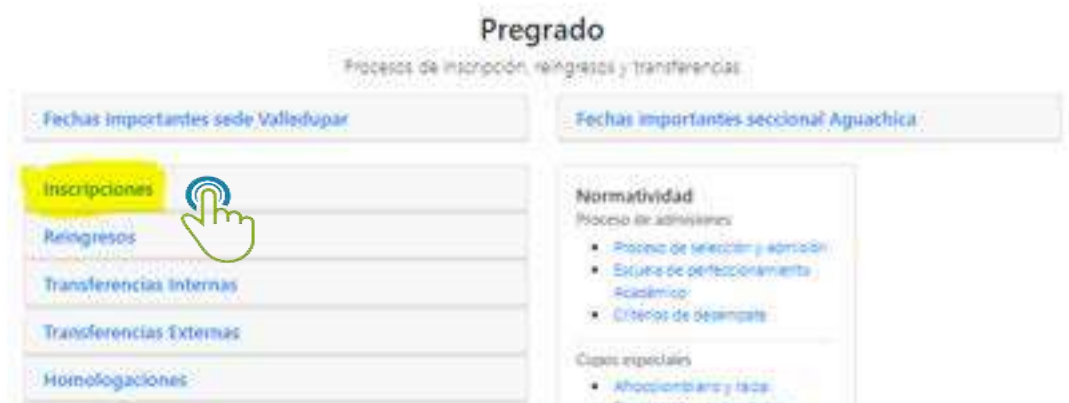 Pregrado
Procesos de inscripción, reingresos y transferencias
Fechas importantes sede Valledupar
Fechas importantes seccional Aguachica
Inscripciones
Reingresos
Transferencias Internas
Transferencias Externas
Homologaciones
Normatividad
Proceso de admisiones
Proceso de selección y admisión
Escuela de perfeccionamiento
Académico
Criterios de desempate
Cupos especiales